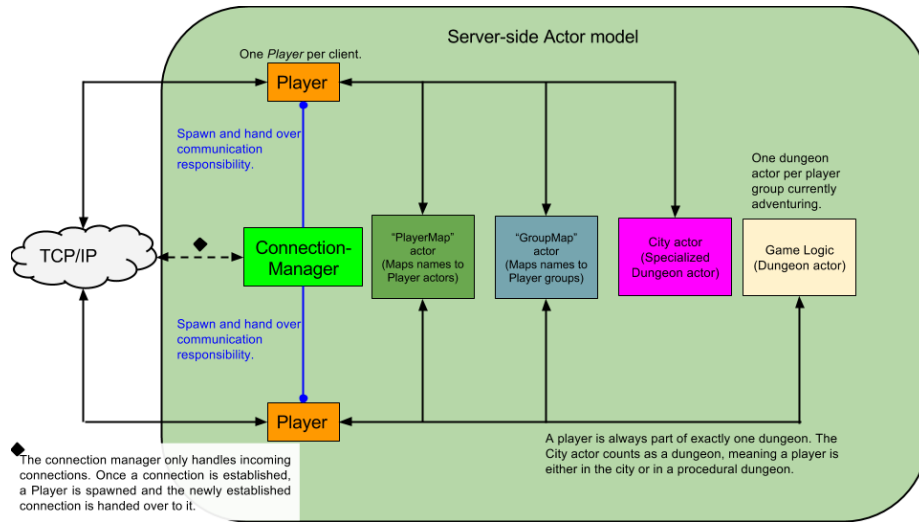 Server-side Actor model
One Player per client.
Player
Spawn and hand over
communication
responsibility.
One dungeon
actor per player
group currently
adventuring.
TCP/IP
Connection-
Manager
“PlayerMap”
actor
(Maps names to
Player actors)
“GroupMap”
actor
(Maps names to
Player groups)
City actor
(Specialized
Dungeon actor)
Game Logic
(Dungeon actor)
Spawn and hand over
communication
responsibility.
Player
A player is always part of exactly one dungeon. The
City actor counts as a dungeon, meaning a player is
either in the city or in a procedural dungeon.
The connection manager only handles incoming
connections. Once a connection is established,
a Player is spawned and the newly established
connection is handed over to it.